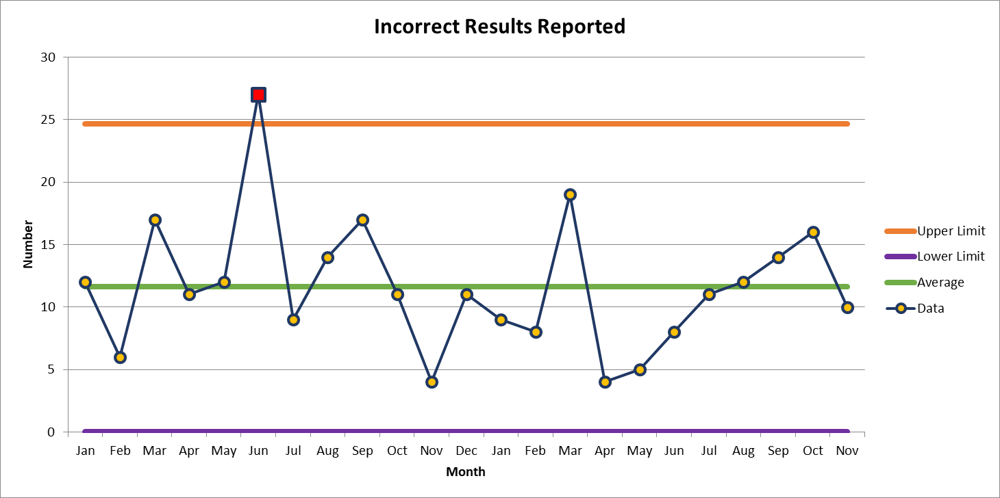 Incorrect Results Reported
30
25
20
15
10
5
0
Number
Jan Feb Mar Apr May Jun Jul Aug Sep Oct Nov Dec Jan Feb Mar Apr May Jun Jul Aug Sep Oct Nov
Month
Upper Limit
Lower Limit
Average
Data